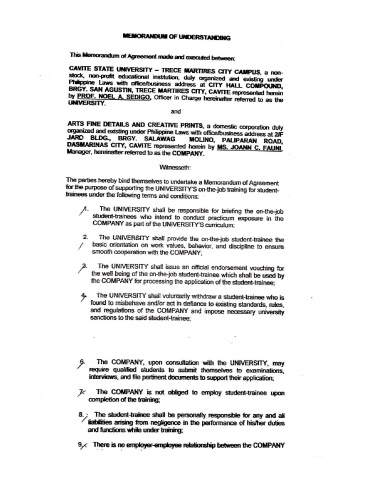 MEMORANDUM OF UNDERSTANDING
This Memorandum of Agreement made and executed between:
CAVITE STATE UNIVERSITY – TRECE MARTIRES CITY CAMPUS, a non-
stock, non-profit educational institution, duly organized and existing under
Philippine Laws with office/business address at CITY HALL COMPOUND,
BRGY. SAN AGUSTIN, TRECE MARTIRES CITY, CAVITE represented herein
by PROF. NOEL A. SEDIGO, Officer in Charge hereinafter referred to as the
UNIVERSITY.
and
ARTS FINE DETAILS AND CREATIVE PRINTS, a domestic corporation duly
organized and existing under Philippine Laws with office/business address at 2/F
JARD BLDG., BRGY. SALAWAG MOLINO, PALIPARAN ROAD,
DASMARINAS CITY, CAVITE represented herein by MS. JOANN C. FAUNI,
Manager, hereinafter referred to as the COMPANY.
Witnesseth:
The parties hereby bind themselves to undertake a Memorandum of Agreement
for the purpose of supporting the UNIVERSITY'S on-the job training for student-
trainees under the following terms and conditions:
1. The UNIVERSITY shall be responsible for briefing the on-the-job
student-trainees who intend to conduct practicum exposure in the
COMPANY as part of the UNIVERSITY'S curriculum;
2. The UNIVERSITY shall provide the on-the-job student-trainee the
basic orientation on work values, behavior, and discipline to ensure
smooth cooperation with the COMPANY;
3. The UNIVERSITY shall issue an official endorsement vouching for
the well being of the on-the-job student-trainee which shall be used by
the COMPANY for processing the application of the student-trainee;
4. The UNIVERSITY shall voluntarily withdraw a student-trainee who is
found to misbehave and/or act in defiance to existing standards, rules,
and regulations of the COMPANY and impose necessary university
sanctions to the said student-trainee;
6. The COMPANY, upon consultation with the UNIVERSITY, may
require qualified students to submit themselves to examinations,
interviews, and file pertinent documents to support their application;
7. The COMPANY is not obliged to employ student-trainee upon
completion of the training;
8. The student-trainee shall be personally responsible for any and all
liabilities arising from negligence in the performance of his/her duties
and functions while under training;
9. There is no employer-employee relationship between the COMPANY